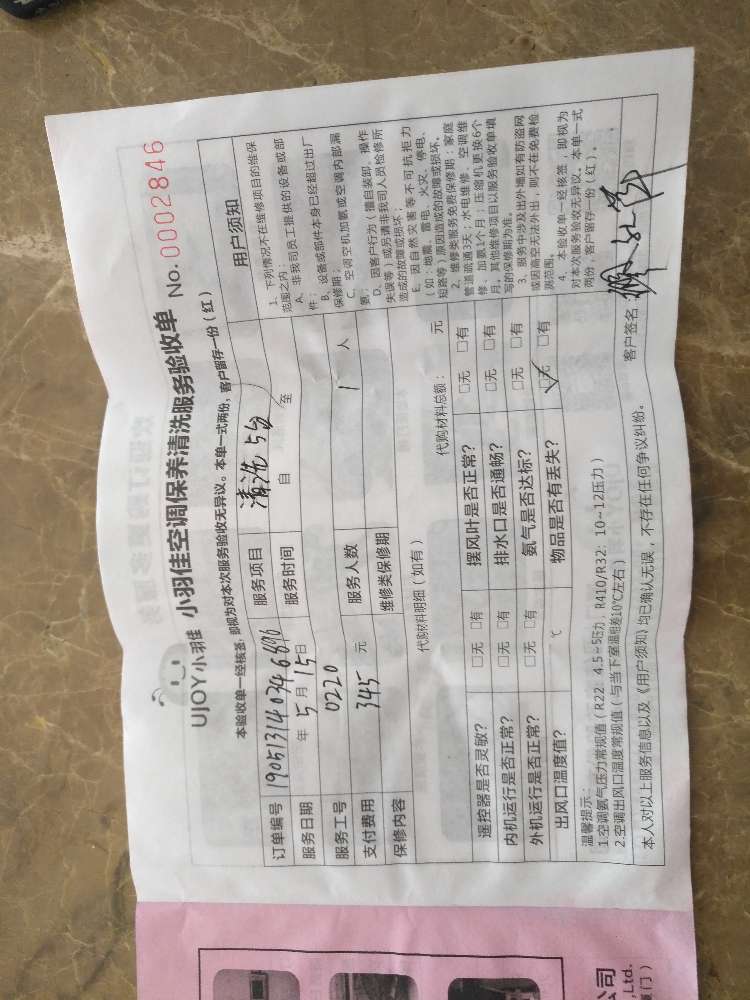 UJOY小羽佳 小羽佳空调保养清洗服务验收单 No.0002846
本验收单一经核签，即视为对本次服务验收无异议。本单一式两份，客户留存一份（红）
订单编号 190513140346896 服务项目 清洗 5台
服务日期 年 5 月 15 日 服务时间 自 至
服务工号 0220 服务人数 1 人
支付费用 345 元 维修类保修期
保修内容
代购材料明细（如有） 代购材料总额： 元
遥控器是否灵敏？ □无 □有 摆风叶是否正常？ □无 □有
内机运行是否正常？ □无 □有 排水口是否通畅？ □无 □有
外机运行是否正常？ □无 □有 氨气是否达标？ □无 □有
出风口温度值？ ℃ 物品是否有丢失？ ☑无 □有
用户须知
1、下列情况不在维修项目的维保
范围之内：
A、非我司员工提供的设备或部
件；
B、设备或部件本身已经超过出厂
保修期；
C、空调空机加氨或空调内部漏
氨；
D、因客户行为（擅自装卸、操作
失误等）或另请非我司人员检修所
造成的故障或损坏；
E、因自然灾害等不可抗拒力
（如：地震、雷电、火灾、停电、
短路等）原因造成的故障或损坏。
2、维修类服务免费保修期：家庭
管道疏通3天；水电维修、空调维
修、加氨1个月；压缩机更换6个
月，其他维修项目以服务验收单填
写的保修期为准。
3、服务中涉及出外墙如有防盗网
或因高空无法外出，则不在免费检
测范围。
4、本验收单一经核签，即视为
对本次服务验收无异议。本单一式
两份，客户留存一份（红）。
温馨提示：
1.空调氨气压力常规值（R22：4.5~5压力，R410/R32：10~12压力）
2.空调出风口温度常规值（与当下室温相差10℃左右）
本人对以上服务信息以及《用户须知》均已确认无误，不存在任何争议纠纷。 客户签名
公司
Ltd.
门）